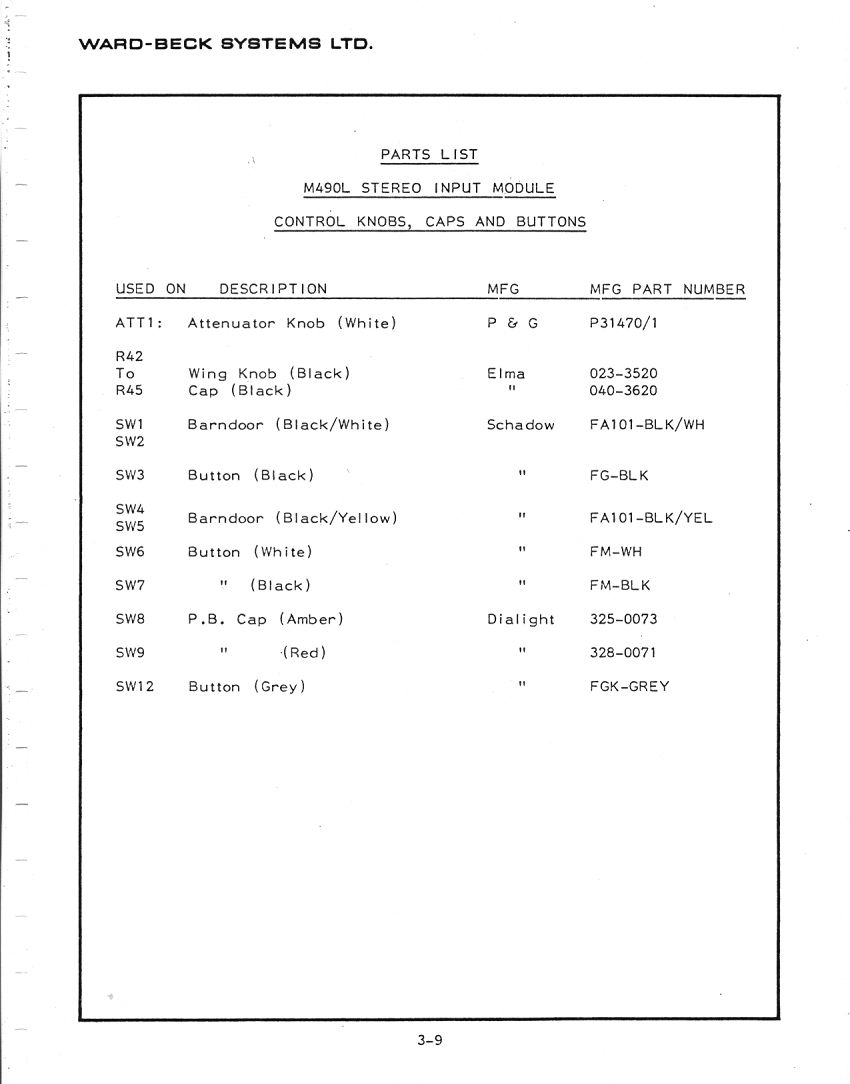 WARD-BECK SYSTEMS LTD.
PARTS LIST
M490L STEREO INPUT MODULE
CONTROL KNOBS, CAPS AND BUTTONS
USED ON DESCRIPTION MFG MFG PART NUMBER
ATT1: Attenuator Knob (White) P & G P31470/1
R42
To Wing Knob (Black) Elma 023-3520
R45 Cap (Black) " 040-3620
SW1 Barndoor (Black/White) Schadow FA101-BLK/WH
SW2
SW3 Button (Black) " FG-BLK
SW4
Barndoor (Black/Yellow) " FA101-BLK/YEL
SW5
SW6 Button (White) " FM-WH
SW7 " (Black) " FM-BLK
SW8 P.B. Cap (Amber) Dialight 325-0073
SW9 " (Red) " 328-0071
SW12 Button (Grey) " FGK-GREY
3-9